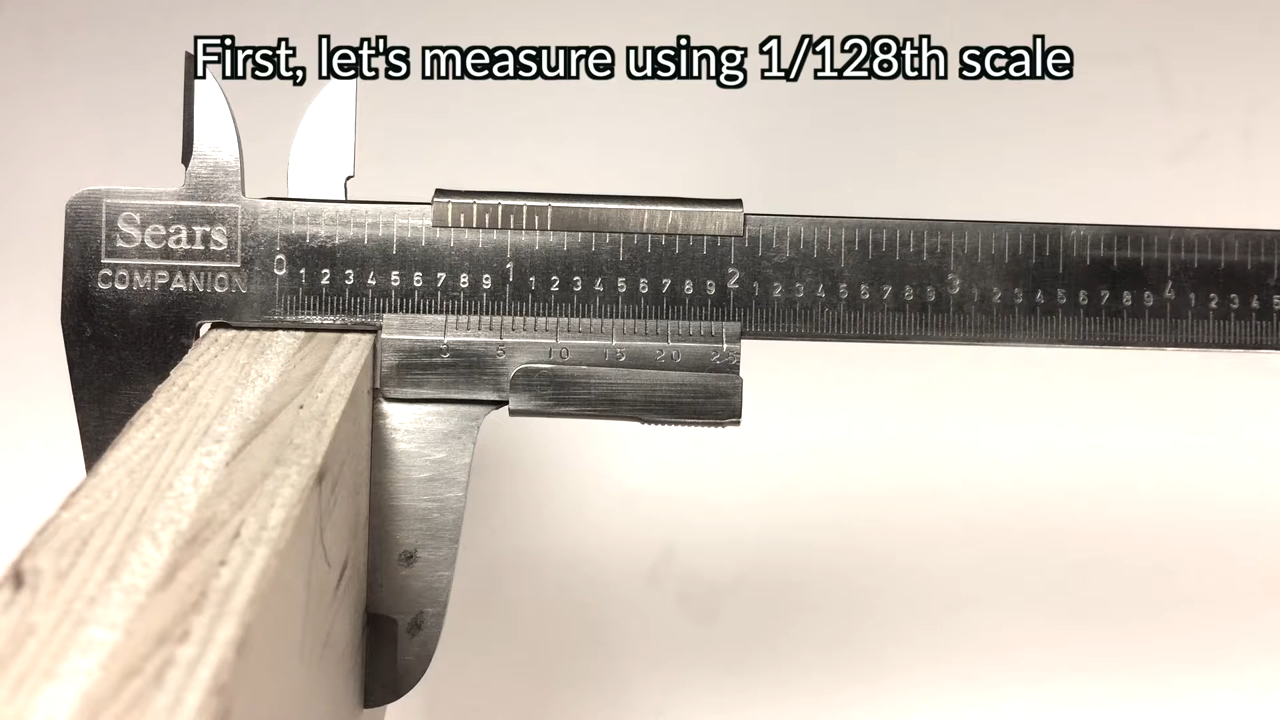 First, let's measure using 1/128th scale
Sears
COMPANION
0 1 2 3 4 5 6 7 8 9 1 1 2 3 4 5 6 7 8 9 2 1 2 3 4 5 6 7 8 9 3 1 2 3 4 5 6 7 8 9 4 1 2 3 4 5
0 5 10 15 20 25